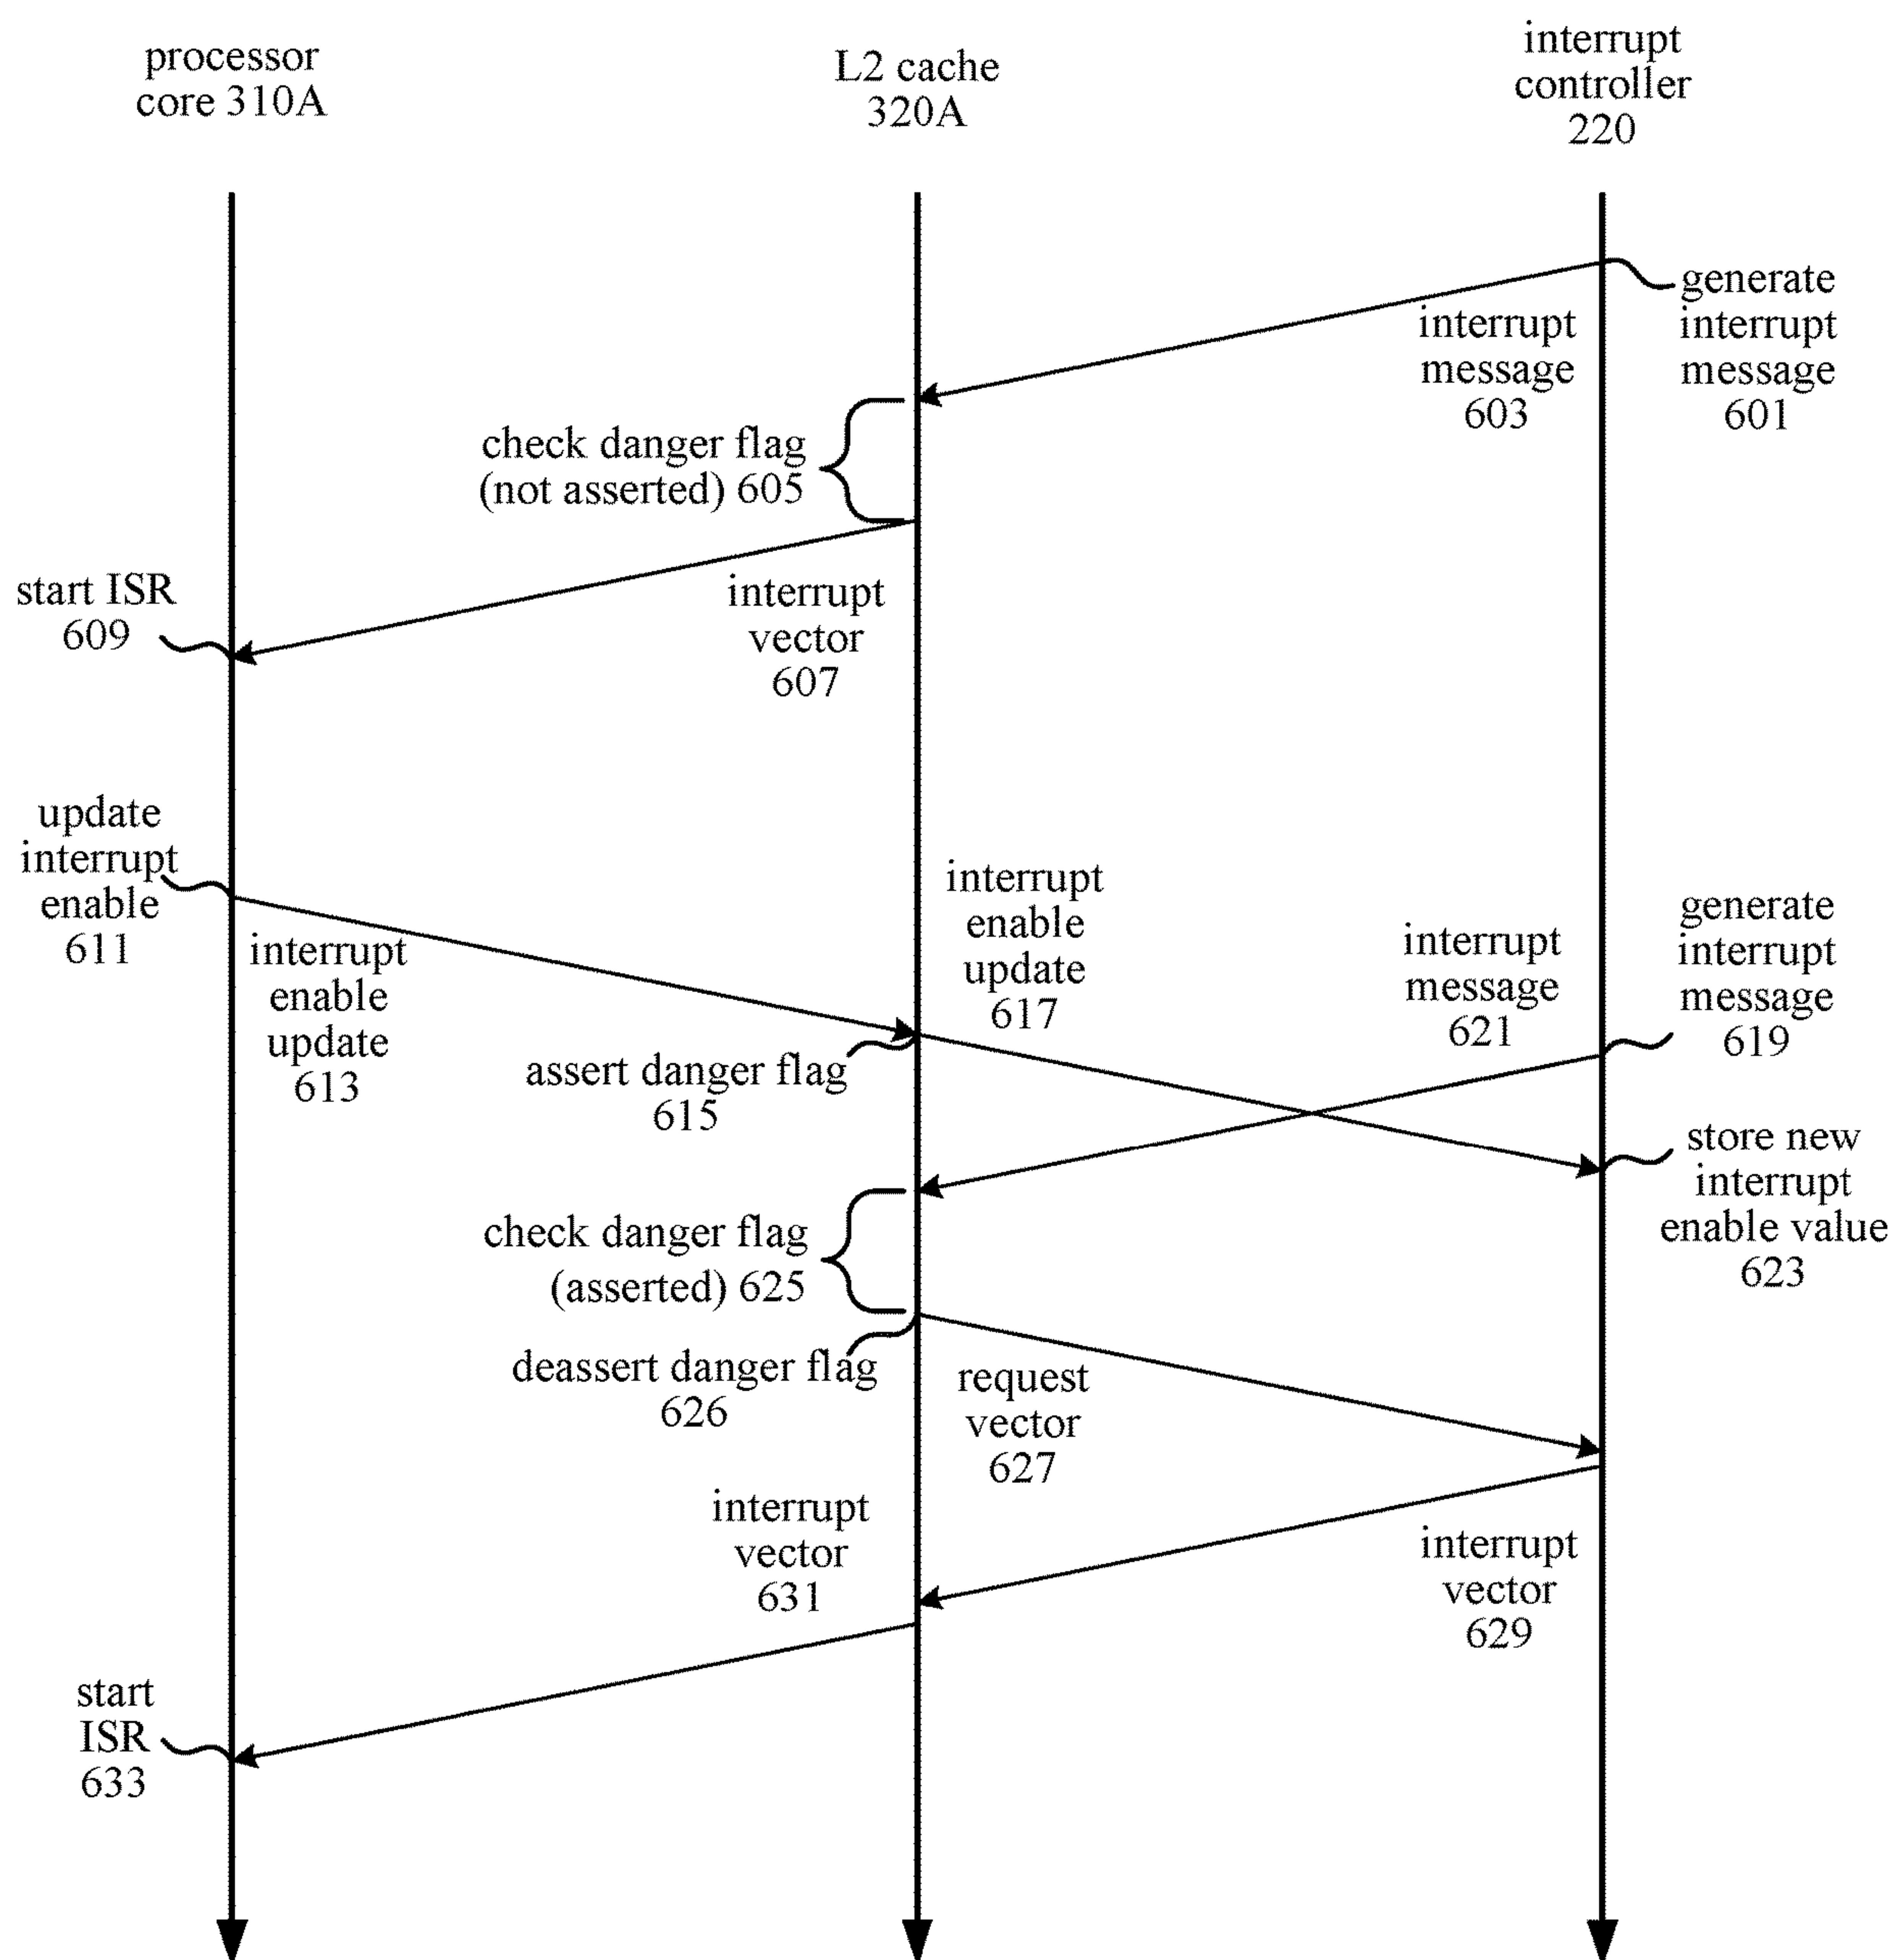 processor
core 310A
L2 cache
320A
interrupt
controller
220
generate
interrupt
message
601
interrupt
message
603
check danger flag
(not asserted) 605
interrupt
vector
607
start ISR
609
update
interrupt
enable
611
interrupt
enable
update
613
interrupt
enable
update
617
assert danger flag
615
interrupt
message
621
generate
interrupt
message
619
store new
interrupt
enable value
623
check danger flag
(asserted) 625
deassert danger flag
626
request
vector
627
interrupt
vector
629
interrupt
vector
631
start
ISR
633